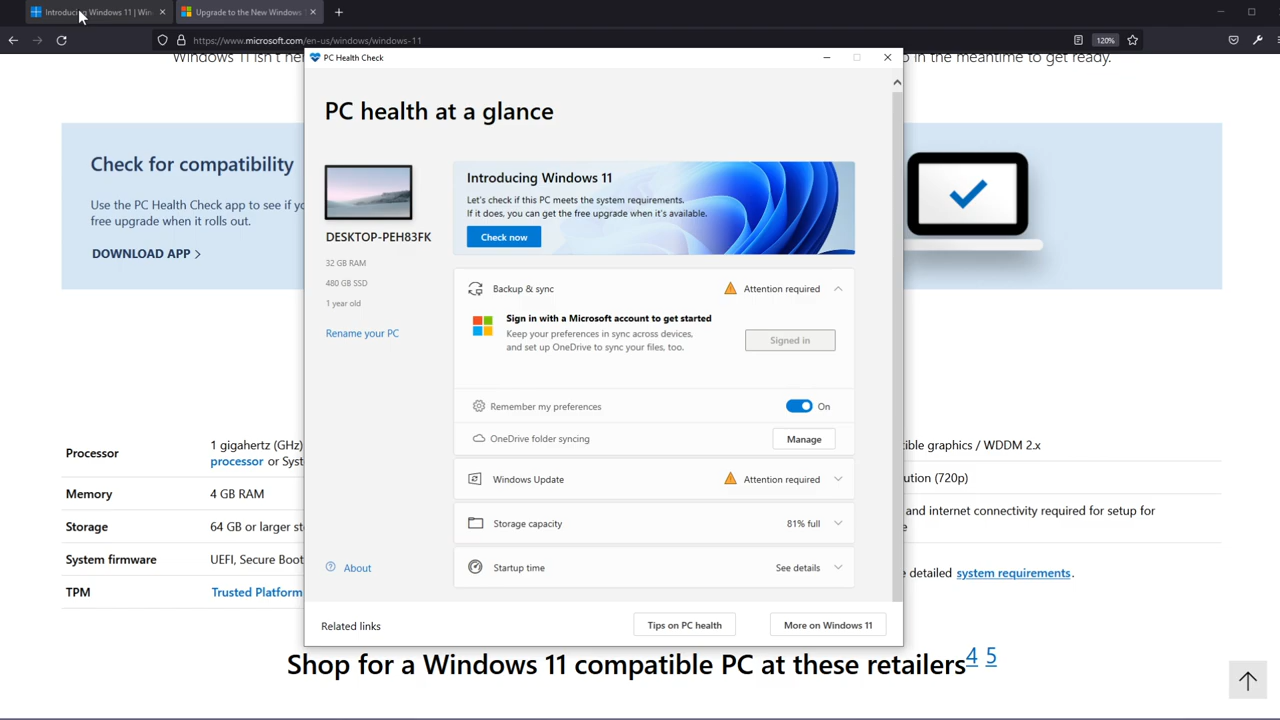 Introducing Windows 11 | Win
Upgrade to the New Windows
https://www.microsoft.com/en-us/windows/windows-11
120%
Windows 11 isn't
in the meantime to get ready.
PC Health Check
PC health at a glance
Check for compatibility
Use the PC Health Check app to see if
free upgrade when it rolls out.
DOWNLOAD APP >
DESKTOP-PEH83FK
32 GB RAM
480 GB SSD
1 year old
Rename your PC
Introducing Windows 11
Let's check if this PC meets the system requirements.
If it does, you can get the free upgrade when it's available.
Check now
Backup & sync
Attention required
Sign in with a Microsoft account to get started
Keep your preferences in sync across devices,
and set up OneDrive to sync your files, too.
Signed in
Remember my preferences
On
OneDrive folder syncing
Manage
Windows Update
Attention required
Storage capacity
81% full
Startup time
See details
About
Related links
Tips on PC health
More on Windows 11
Processor
1 gigahertz (GHz)
processor or Syst
Memory
4 GB RAM
Storage
64 GB or larger st
System firmware
UEFI, Secure Boot
TPM
Trusted Platform
graphics / WDDM 2.x
(720p)
and internet connectivity required for setup for
detailed system requirements.
Shop for a Windows 11 compatible PC at these retailers 4 5